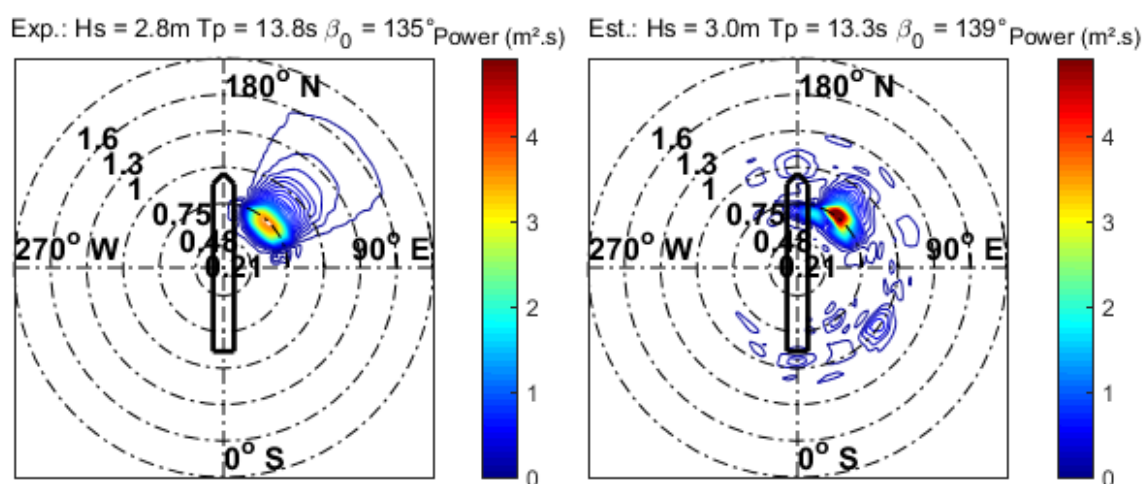 Exp.: Hs = 2.8m Tp = 13.8s β₀ = 135° Power (m².s)
180° N
1.6
1.3
1
0.75
0.48
0.21
270° W
90° E
0° S
4
3
2
1
0
Est.: Hs = 3.0m Tp = 13.3s β₀ = 139° Power (m².s)
180° N
1.6
1.3
1
0.75
0.48
0.21
270° W
90° E
0° S
4
3
2
1
0